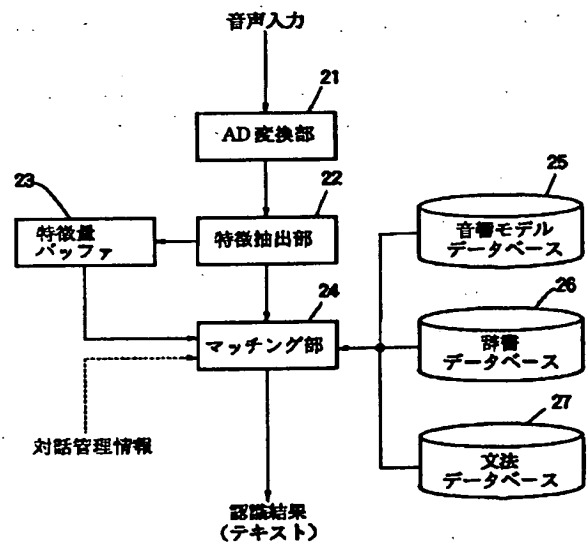 音声入力
21
AD変換部
22
特徴抽出部
23
特徴量
バッファ
24
マッチング部
25
音響モデル
データベース
26
辞書
データベース
27
文法
データベース
対話管理情報
認識結果
(テキスト)